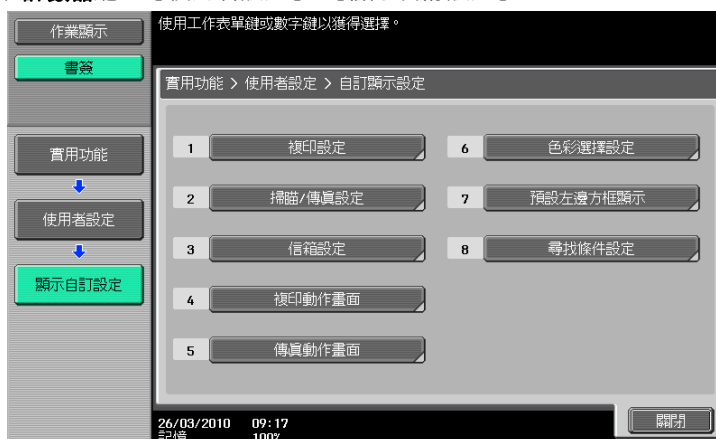 作業顯示
書簽
實用功能
使用者設定
顯示自訂設定
使用工作表單鍵或數字鍵以獲得選擇。
實用功能 > 使用者設定 > 自訂顯示設定
1 複印設定
2 掃瞄/傳真設定
3 信箱設定
4 複印動作畫面
5 傳真動作畫面
6 色彩選擇設定
7 預設左邊方框顯示
8 尋找條件設定
26/03/2010 09:17
記憶 100%
關閉